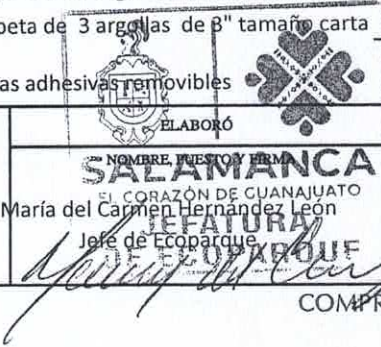 peta de 3 argollas de 3" tamaño carta
as adhesivas removibles
ELABORÓ
NOMBRE, PUESTO Y FIRMA
SALAMANCA
EL CORAZÓN DE GUANAJUATO
María del Carmen Hernández León
JEFATURA
Jefe de Ecoparque
DE ECOPARQUE
COMPR